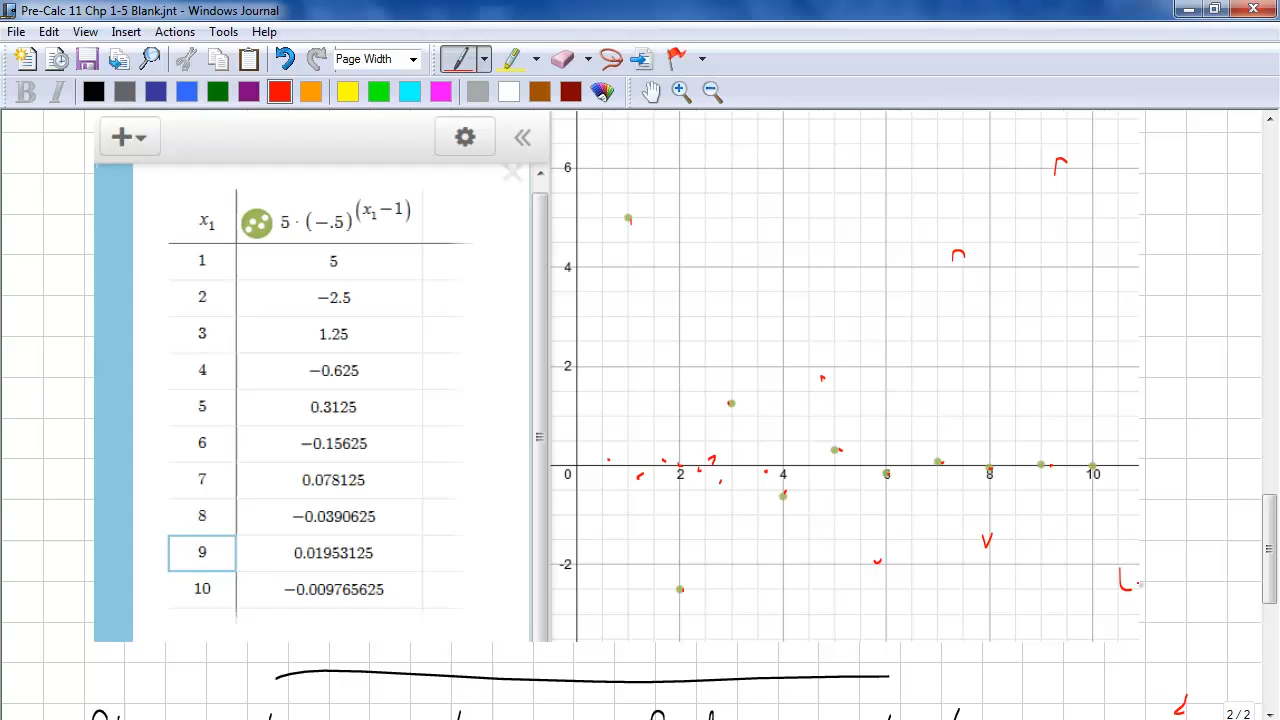 Pre-Calc 11 Chp 1-5 Blank.jnt - Windows Journal
File Edit View Insert Actions Tools Help
Page Width
B I
x₁ 5 · (−.5)^(x₁−1)
1 5
2 −2.5
3 1.25
4 −0.625
5 0.3125
6 −0.15625
7 0.078125
8 −0.0390625
9 0.01953125
10 −0.009765625
6
4
2
0 2 4 6 8 10
-2
2/2